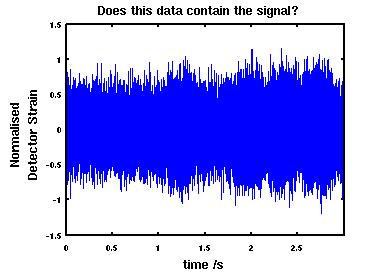 Does this data contain the signal?
1.5
1
0.5
0
-0.5
-1
-1.5
Normalised
Detector Strain
0 0.5 1 1.5 2 2.5
time /s